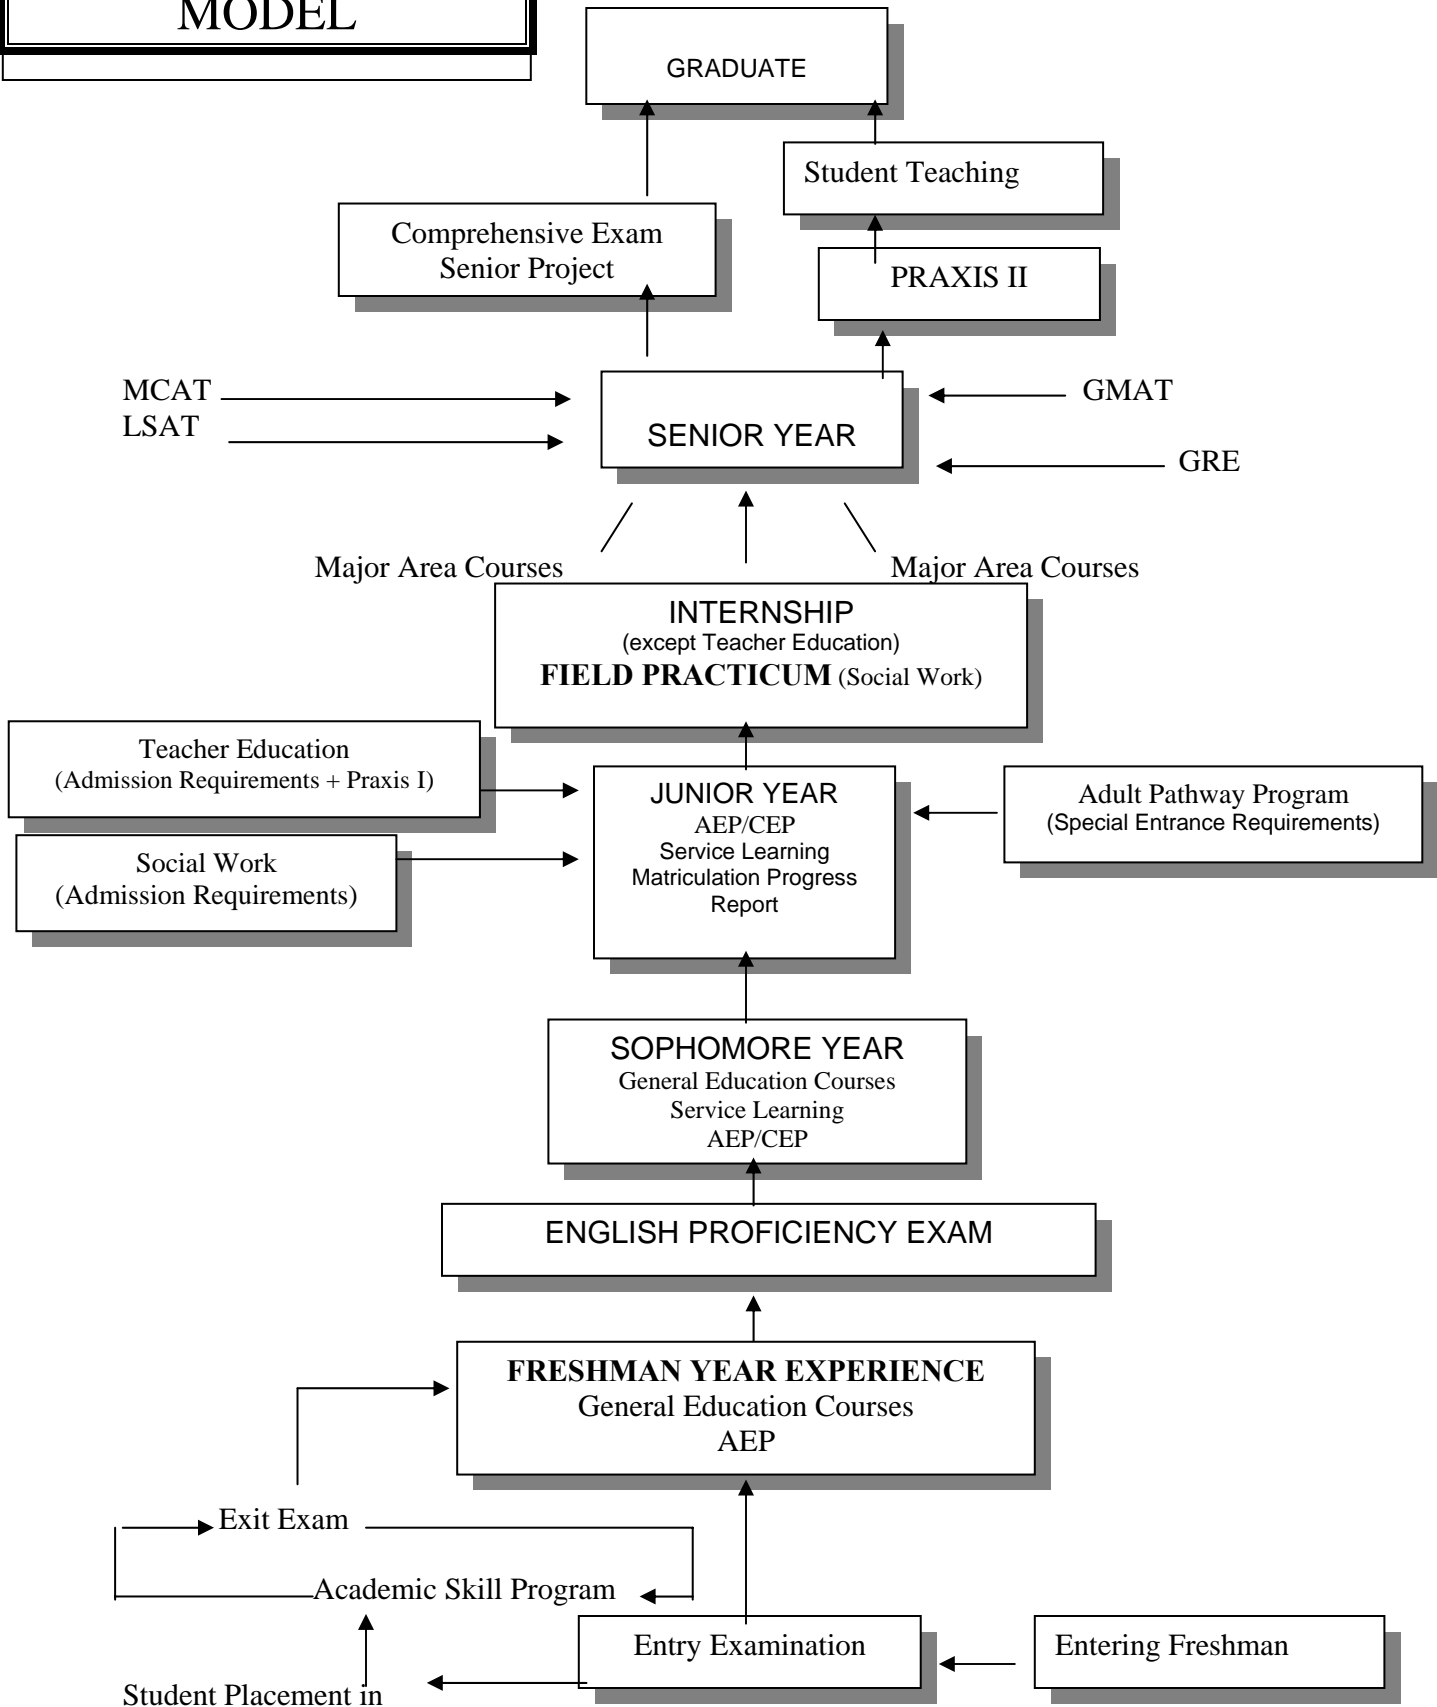 MODEL
GRADUATE
Student Teaching
Comprehensive Exam
Senior Project
PRAXIS II
MCAT
LSAT
GMAT
SENIOR YEAR
GRE
Major Area Courses
Major Area Courses
INTERNSHIP
(except Teacher Education)
FIELD PRACTICUM (Social Work)
Teacher Education
(Admission Requirements + Praxis I)
JUNIOR YEAR
AEP/CEP
Service Learning
Matriculation Progress
Report
Adult Pathway Program
(Special Entrance Requirements)
Social Work
(Admission Requirements)
SOPHOMORE YEAR
General Education Courses
Service Learning
AEP/CEP
ENGLISH PROFICIENCY EXAM
FRESHMAN YEAR EXPERIENCE
General Education Courses
AEP
Exit Exam
Academic Skill Program
Entry Examination
Entering Freshman
Student Placement in